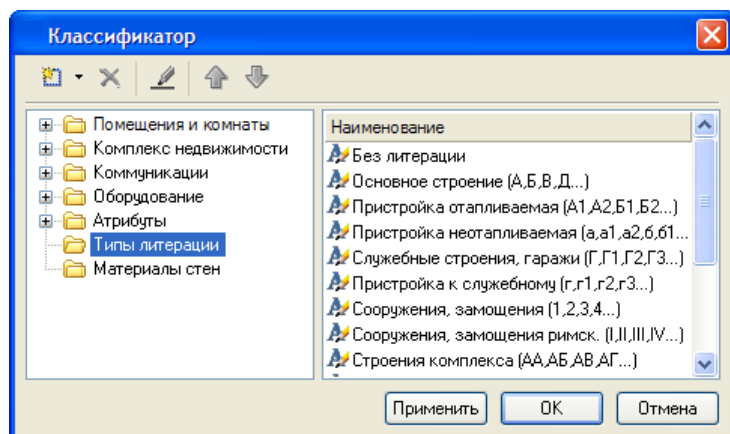 Классификатор
Помещения и комнаты
Комплекс недвижимости
Коммуникации
Оборудование
Атрибуты
Типы литерации
Материалы стен
Наименование
Без литерации
Основное строение (А,Б,В,Д...)
Пристройка отапливаемая (А1,А2,Б1,Б2...)
Пристройка неотапливаемая (а,а1,а2,б,б1...
Служебные строения, гаражи (Г,Г1,Г2,Г3...)
Пристройка к служебному (г,г1,г2,г3...)
Сооружения, замощения (1,2,3,4...)
Сооружения, замощения римск. (I,II,III,IV...)
Строения комплекса (АА,АБ,АВ,АГ...)
Применить
OK
Отмена